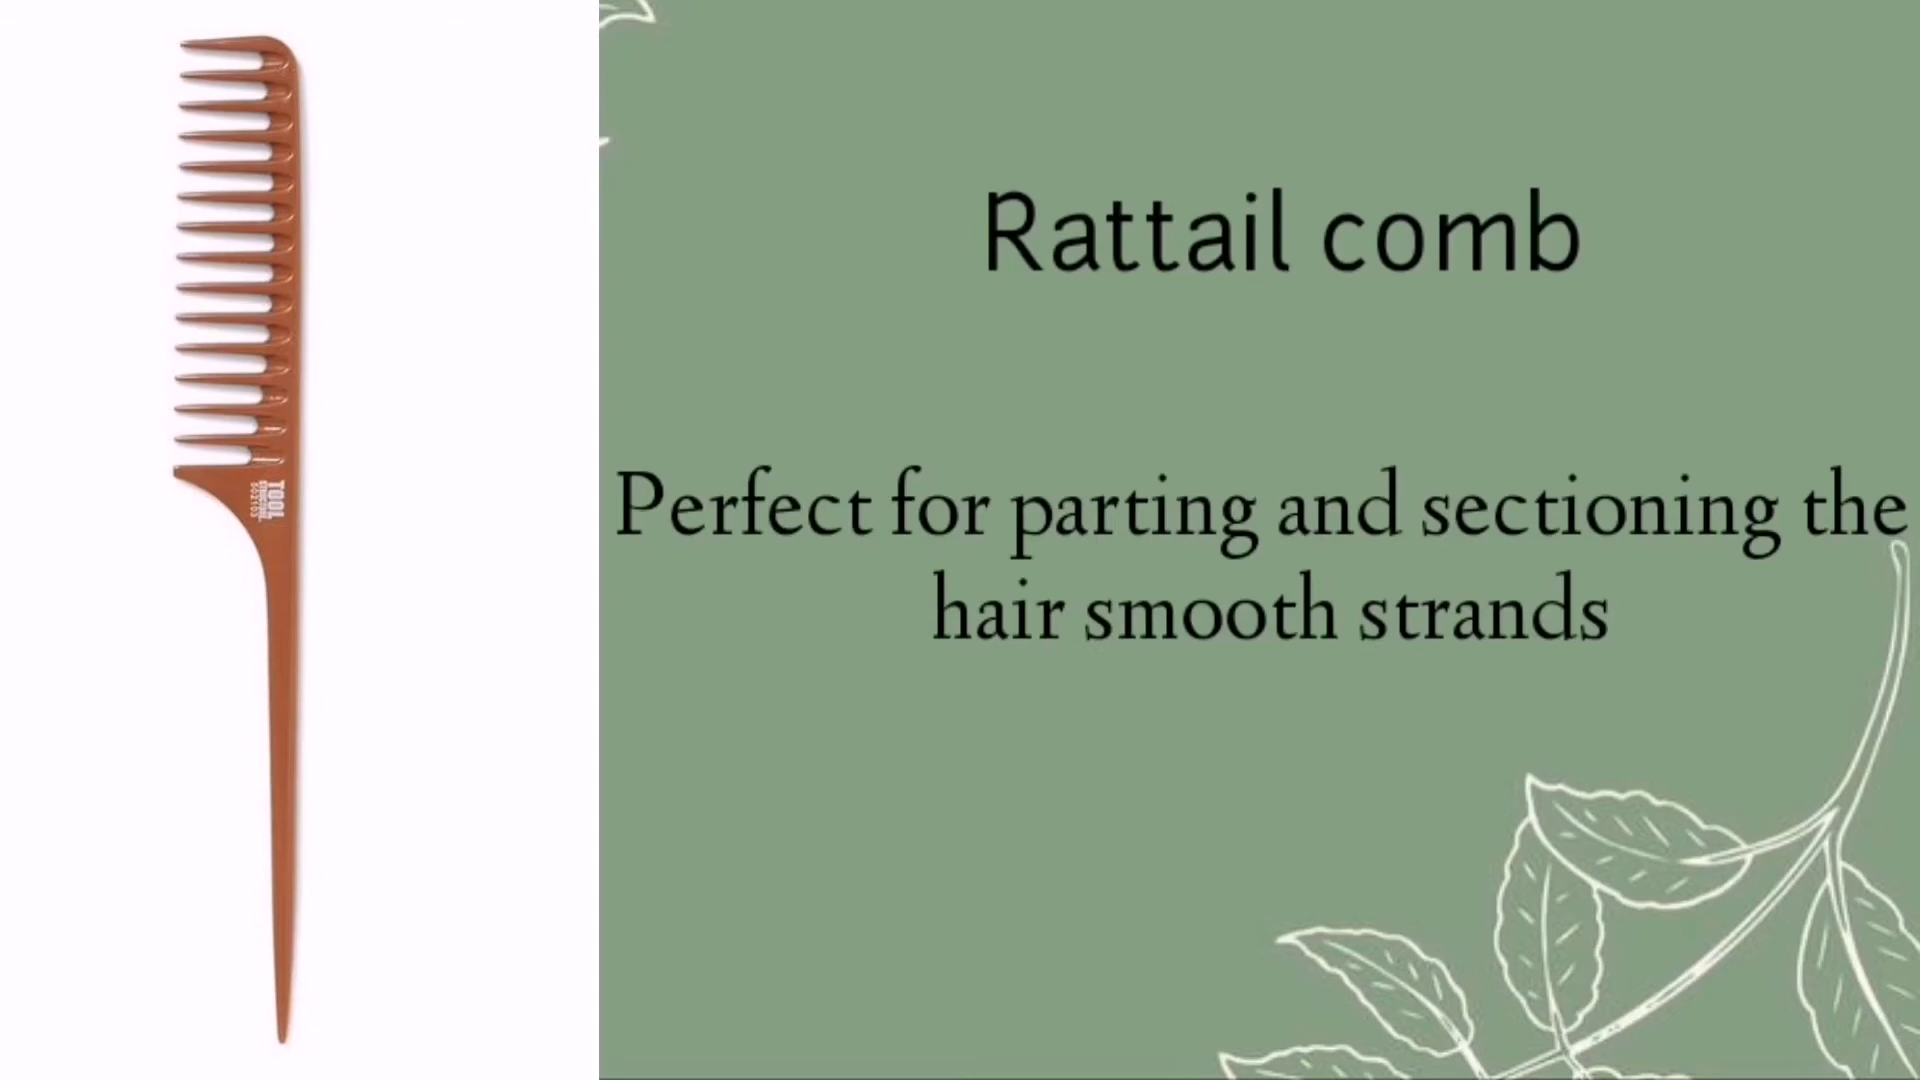 Rattail comb
Perfect for parting and sectioning the
hair smooth strands
TOOL